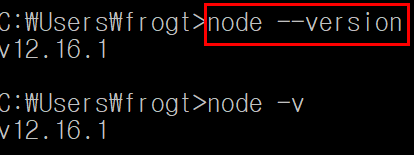 C:₩Users₩frogt>node --version
v12.16.1
C:₩Users₩frogt>node -v
v12.16.1